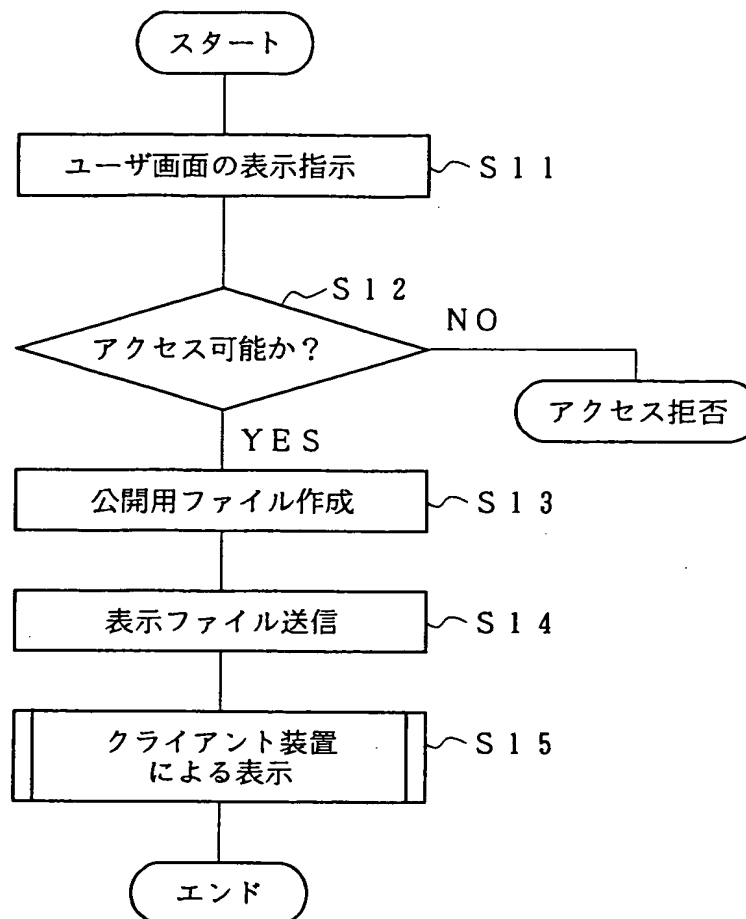 スタート
ユーザ画面の表示指示
S11
S12
アクセス可能か？
NO
アクセス拒否
YES
公開用ファイル作成
S13
表示ファイル送信
S14
クライアント装置
による表示
S15
エンド